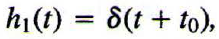 h₁(t) = δ(t + t₀),